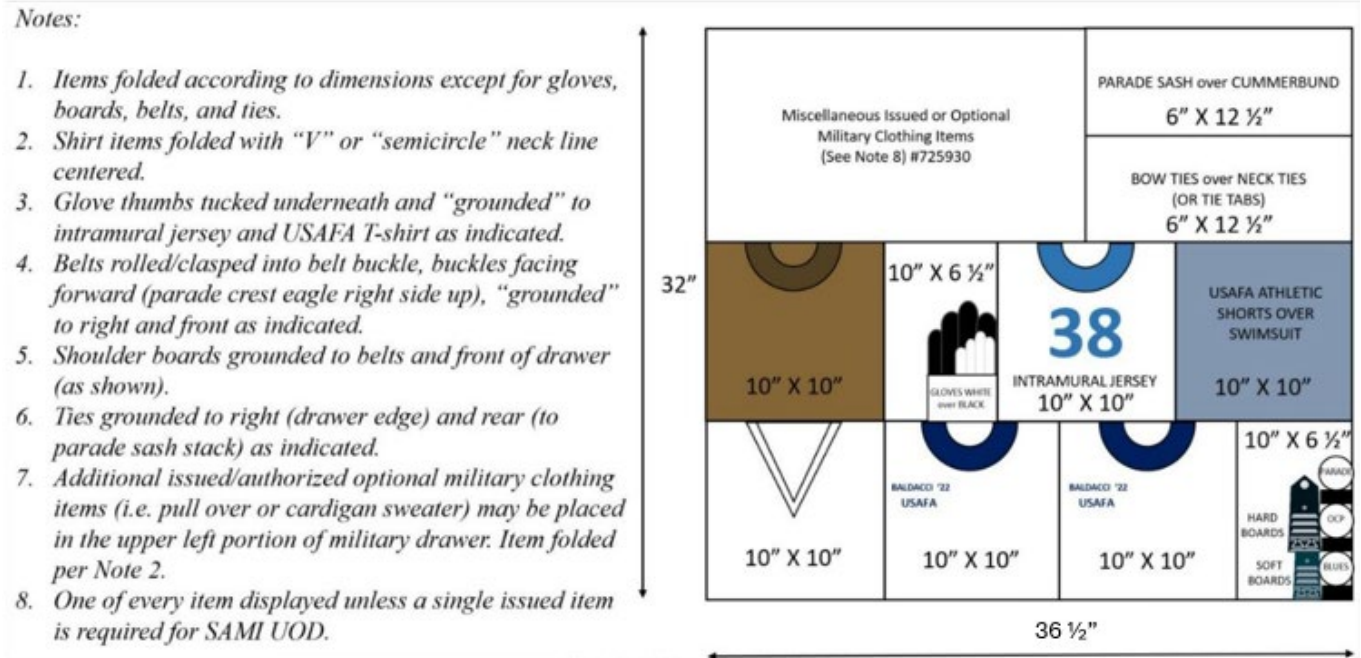 Notes:
1. Items folded according to dimensions except for gloves,
boards, belts, and ties.
2. Shirt items folded with “V” or “semicircle” neck line
centered.
3. Glove thumbs tucked underneath and “grounded” to
intramural jersey and USAFA T-shirt as indicated.
4. Belts rolled/clasped into belt buckle, buckles facing
forward (parade crest eagle right side up), “grounded”
to right and front as indicated.
5. Shoulder boards grounded to belts and front of drawer
(as shown).
6. Ties grounded to right (drawer edge) and rear (to
parade sash stack) as indicated.
7. Additional issued/authorized optional military clothing
items (i.e. pull over or cardigan sweater) may be placed
in the upper left portion of military drawer. Item folded
per Note 2.
8. One of every item displayed unless a single issued item
is required for SAMI UOD.
32”
Miscellaneous Issued or Optional
Military Clothing Items
(See Note 8) #725930
PARADE SASH over CUMMERBUND
6” X 12 ½”
BOW TIES over NECK TIES
(OR TIE TABS)
6” X 12 ½”
10” X 10”
10” X 6 ½”
GLOVES WHITE
over BLACK
38
INTRAMURAL JERSEY
10” X 10”
USAFA ATHLETIC
SHORTS OVER
SWIMSUIT
10” X 10”
10” X 10”
BALDACCI ’22
USAFA
10” X 10”
BALDACCI ’22
USAFA
10” X 10”
10” X 6 ½”
PARADE
HARD
BOARDS
OCP
SOFT
BOARDS
BLUES
36 ½”